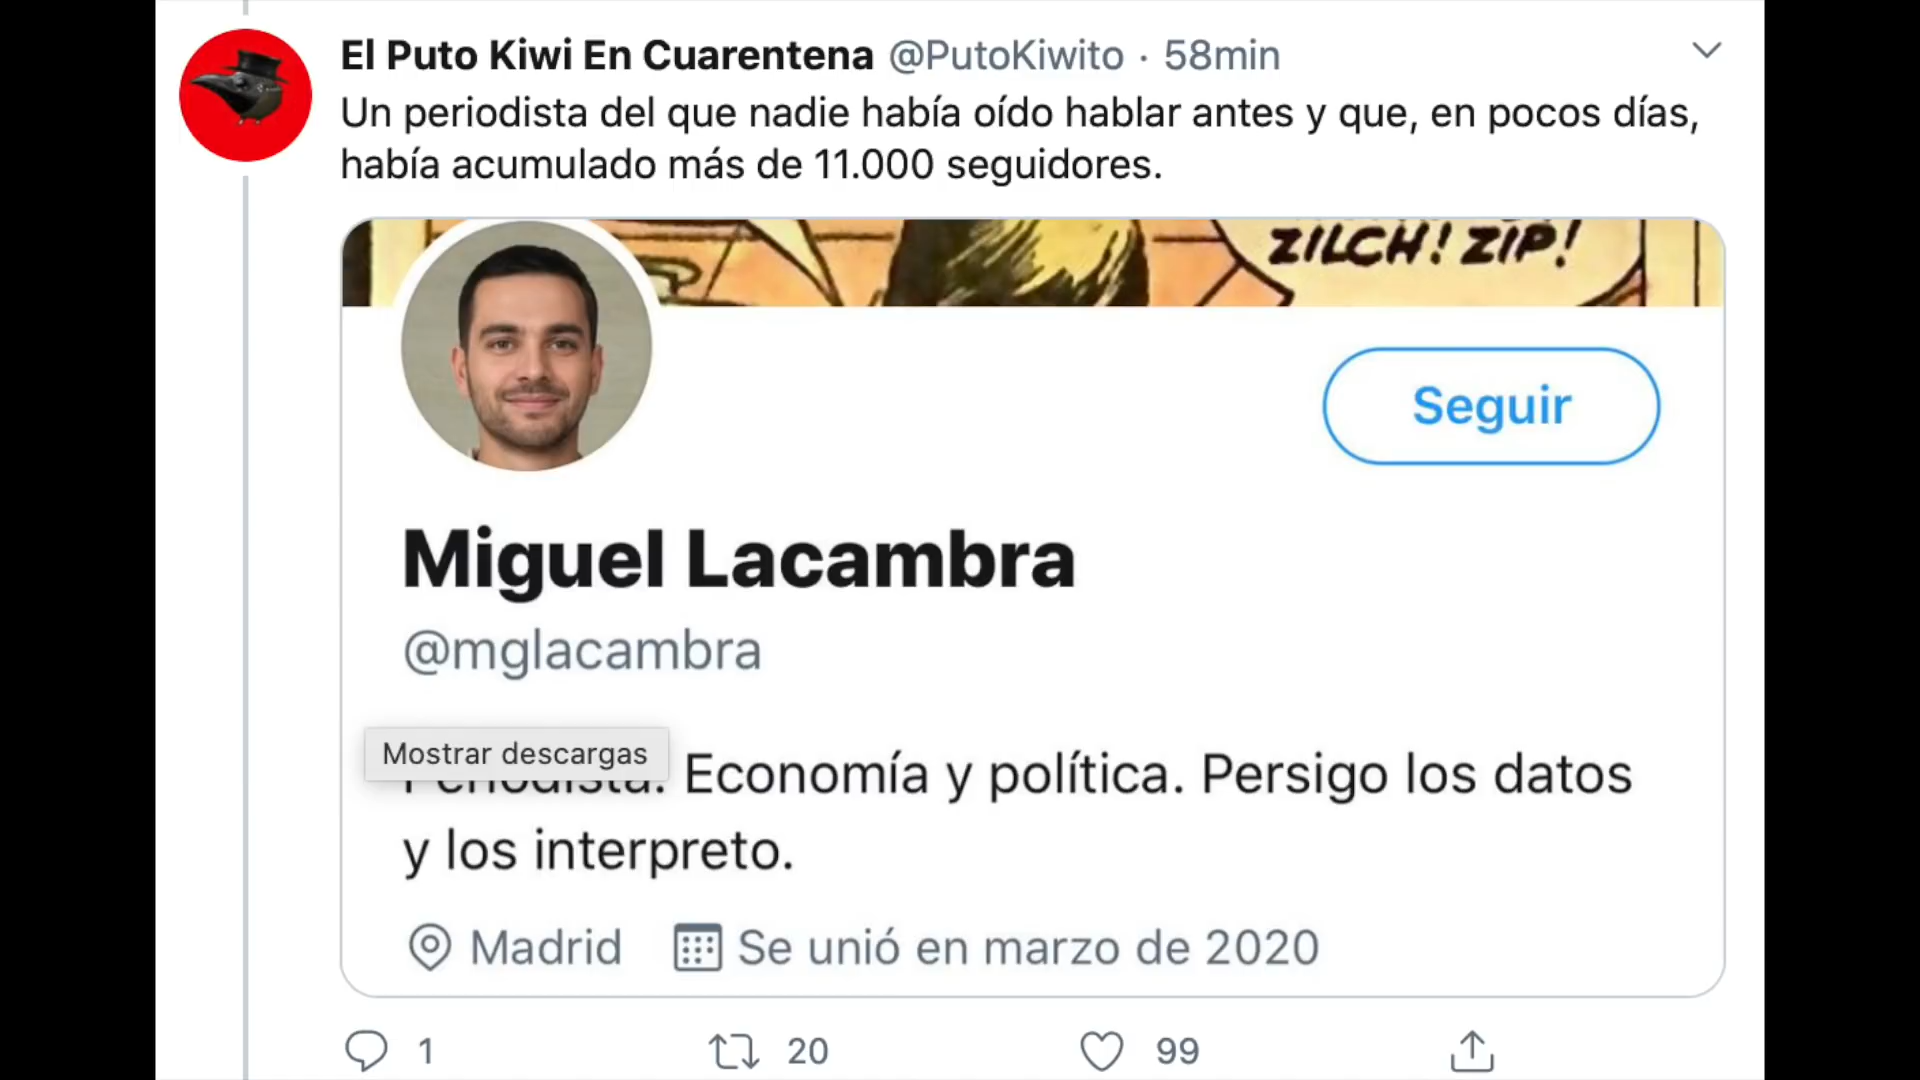 El Puto Kiwi En Cuarentena @PutoKiwito · 58min
Un periodista del que nadie había oído hablar antes y que, en pocos días,
había acumulado más de 11.000 seguidores.
ZILCH! ZIP!
Seguir
Miguel Lacambra
@mglacambra
Mostrar descargas
Periodista. Economía y política. Persigo los datos
y los interpreto.
Madrid Se unió en marzo de 2020
1 20 99